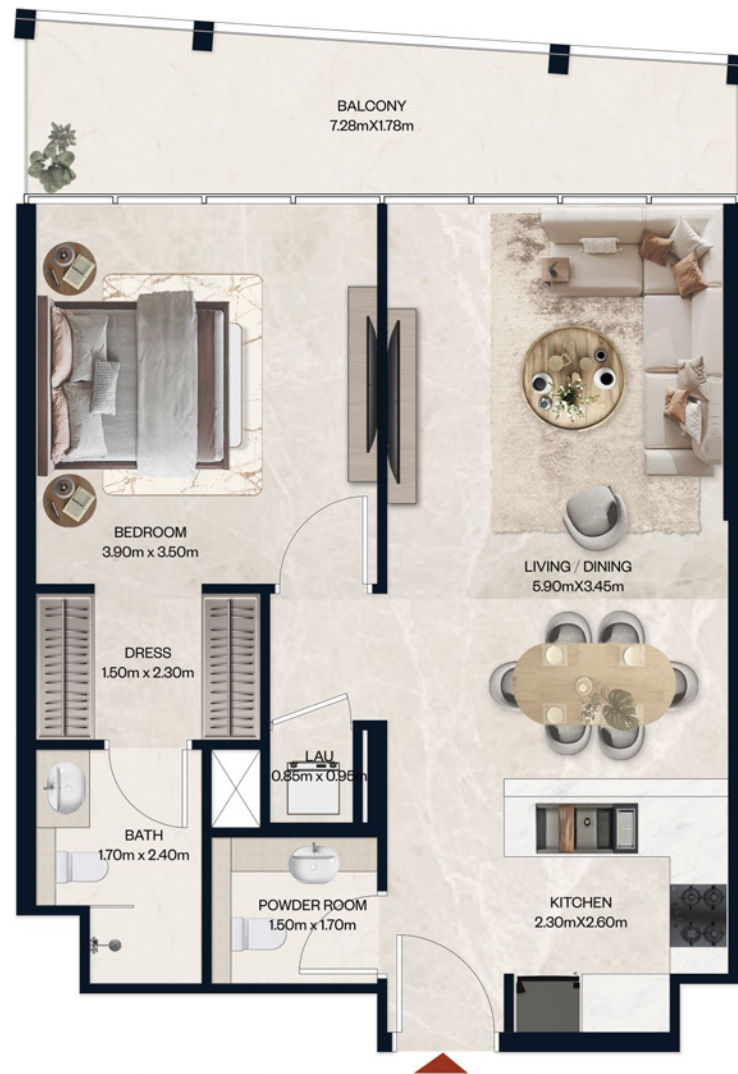 BALCONY
7.28mX1.78m
BEDROOM
3.90m x 3.50m
LIVING / DINING
5.90mX3.45m
DRESS
1.50m x 2.30m
LAU
0.85m x 0.95m
BATH
1.70m x 2.40m
POWDER ROOM
1.50m x 1.70m
KITCHEN
2.30mX2.60m